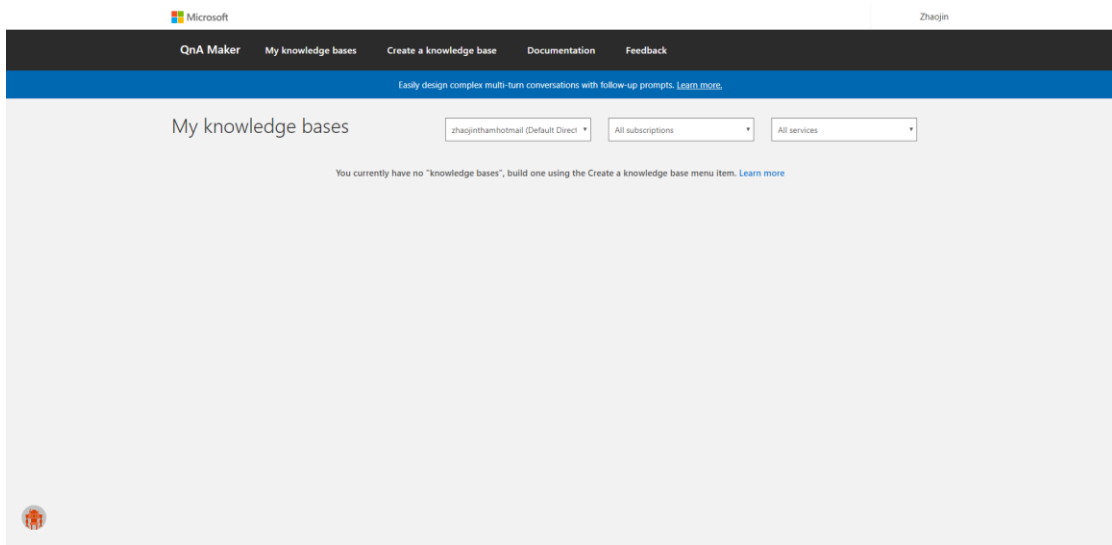 Microsoft
Zhaojin
QnA Maker My knowledge bases Create a knowledge base Documentation Feedback
Easily design complex multi-turn conversations with follow-up prompts. Learn more.
My knowledge bases
zhaojinthamhotmail (Default Direct All subscriptions All services
You currently have no "knowledge bases", build one using the Create a knowledge base menu item. Learn more